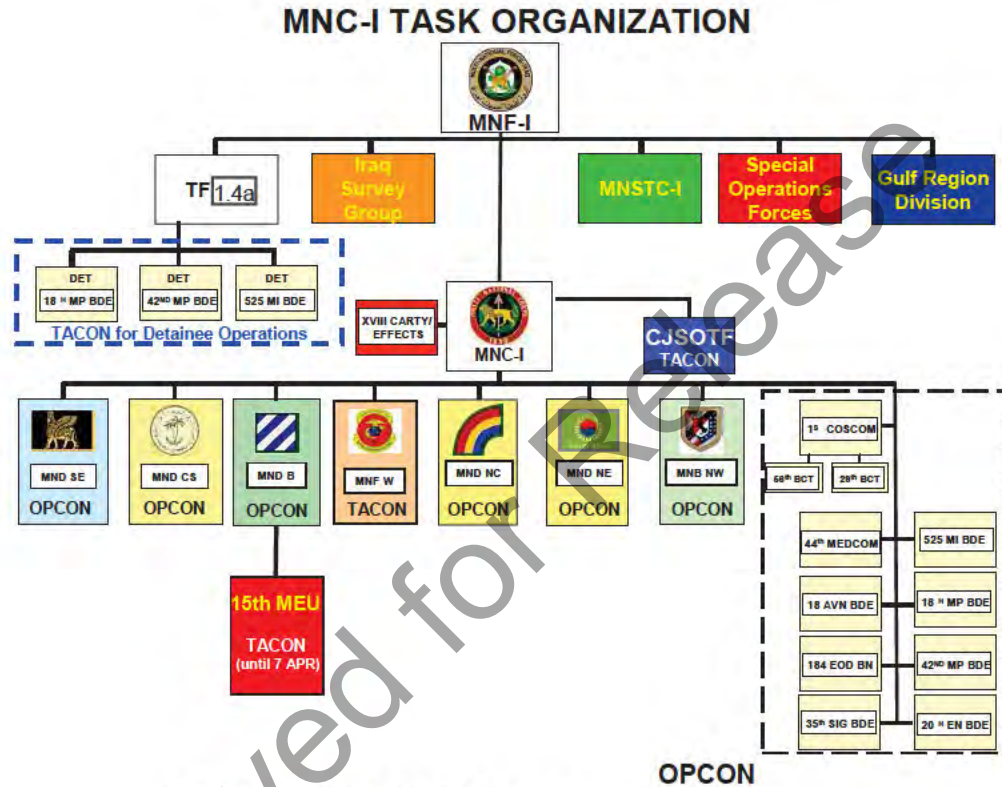 MNC-I TASK ORGANIZATION
MNF-I
TF 1.4a
Iraq
Survey
Group
MNSTC-I
Special
Operations
Forces
Gulf Region
Division
DET
18 H MP BDE
DET
42ND MP BDE
DET
525 MI BDE
TACON for Detainee Operations
XVIII CARTY/
EFFECTS
MNC-I
CJSOTF
TACON
MND SE
OPCON
MND CS
OPCON
MND B
OPCON
MNF W
TACON
MND NC
OPCON
MND NE
OPCON
MNB NW
OPCON
15th MEU
TACON
(until 7 APR)
1S COSCOM
56th BCT
29th BCT
44th MEDCOM
525 MI BDE
18 AVN BDE
18 H MP BDE
184 EOD BN
42ND MP BDE
35th SIG BDE
20 H EN BDE
OPCON
ved for Release